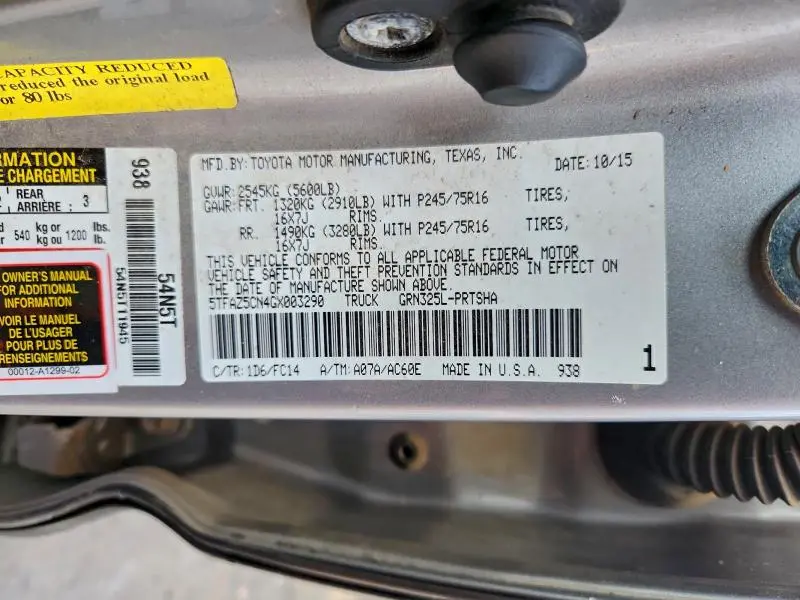 CAPACITY REDUCED
reduced the original load
or 80 lbs
RMATION
E CHARGEMENT
REAR
ARRIÈRE : 3
540 kg or 1200 lbs.
kg ou lb.
OWNER'S MANUAL
FOR ADDITIONAL
INFORMATION
VOIR LE MANUEL
DE L'USAGER
POUR PLUS DE
RENSEIGNEMENTS
00012-A1299-02
938
54N5T11945
54N5T
MFD.BY:TOYOTA MOTOR MANUFACTURING, TEXAS, INC. DATE:10/15
GVWR:2545KG (5600LB)
GAWR:FRT. 1320KG (2910LB) WITH P245/75R16 TIRES,
16X7J RIMS.
RR. 1490KG (3280LB) WITH P245/75R16 TIRES,
16X7J RIMS.
THIS VEHICLE CONFORMS TO ALL APPLICABLE FEDERAL MOTOR
VEHICLE SAFETY AND THEFT PREVENTION STANDARDS IN EFFECT ON
THE DATE OF MANUFACTURE SHOWN ABOVE.
5TFAZ5CN4GX003290 TRUCK GRN325L-PRTSHA
C/TR:1D6/FC14 A/TM:A07A/AC60E MADE IN U.S.A. 938
1